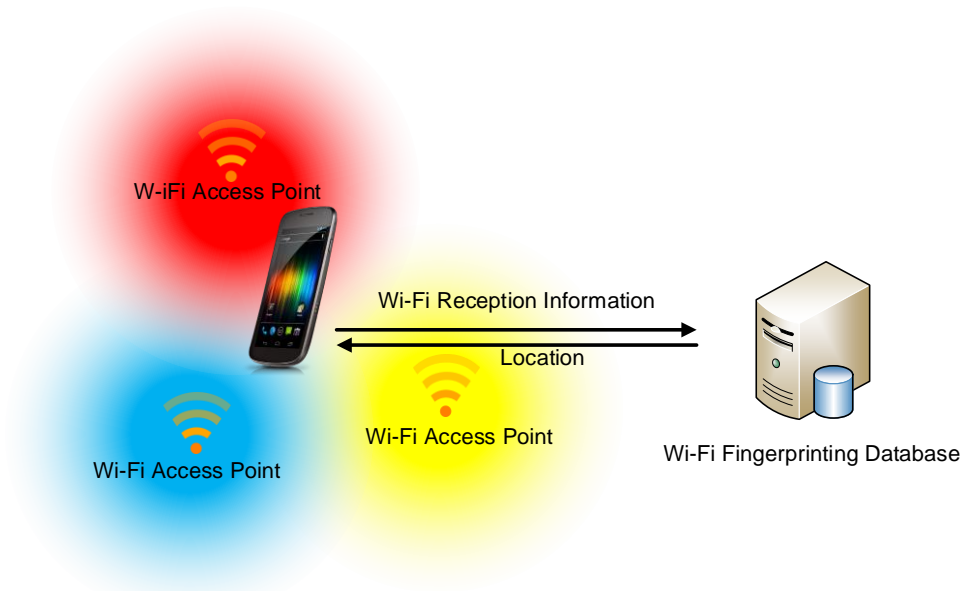 W-iFi Access Point
Wi-Fi Reception Information
Location
Wi-Fi Access Point
Wi-Fi Access Point
Wi-Fi Fingerprinting Database